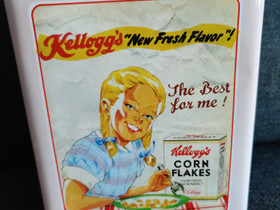 Kellogg's "New Fresh Flavor"!
The Best
for me!
Kellogg's
CORN
FLAKES